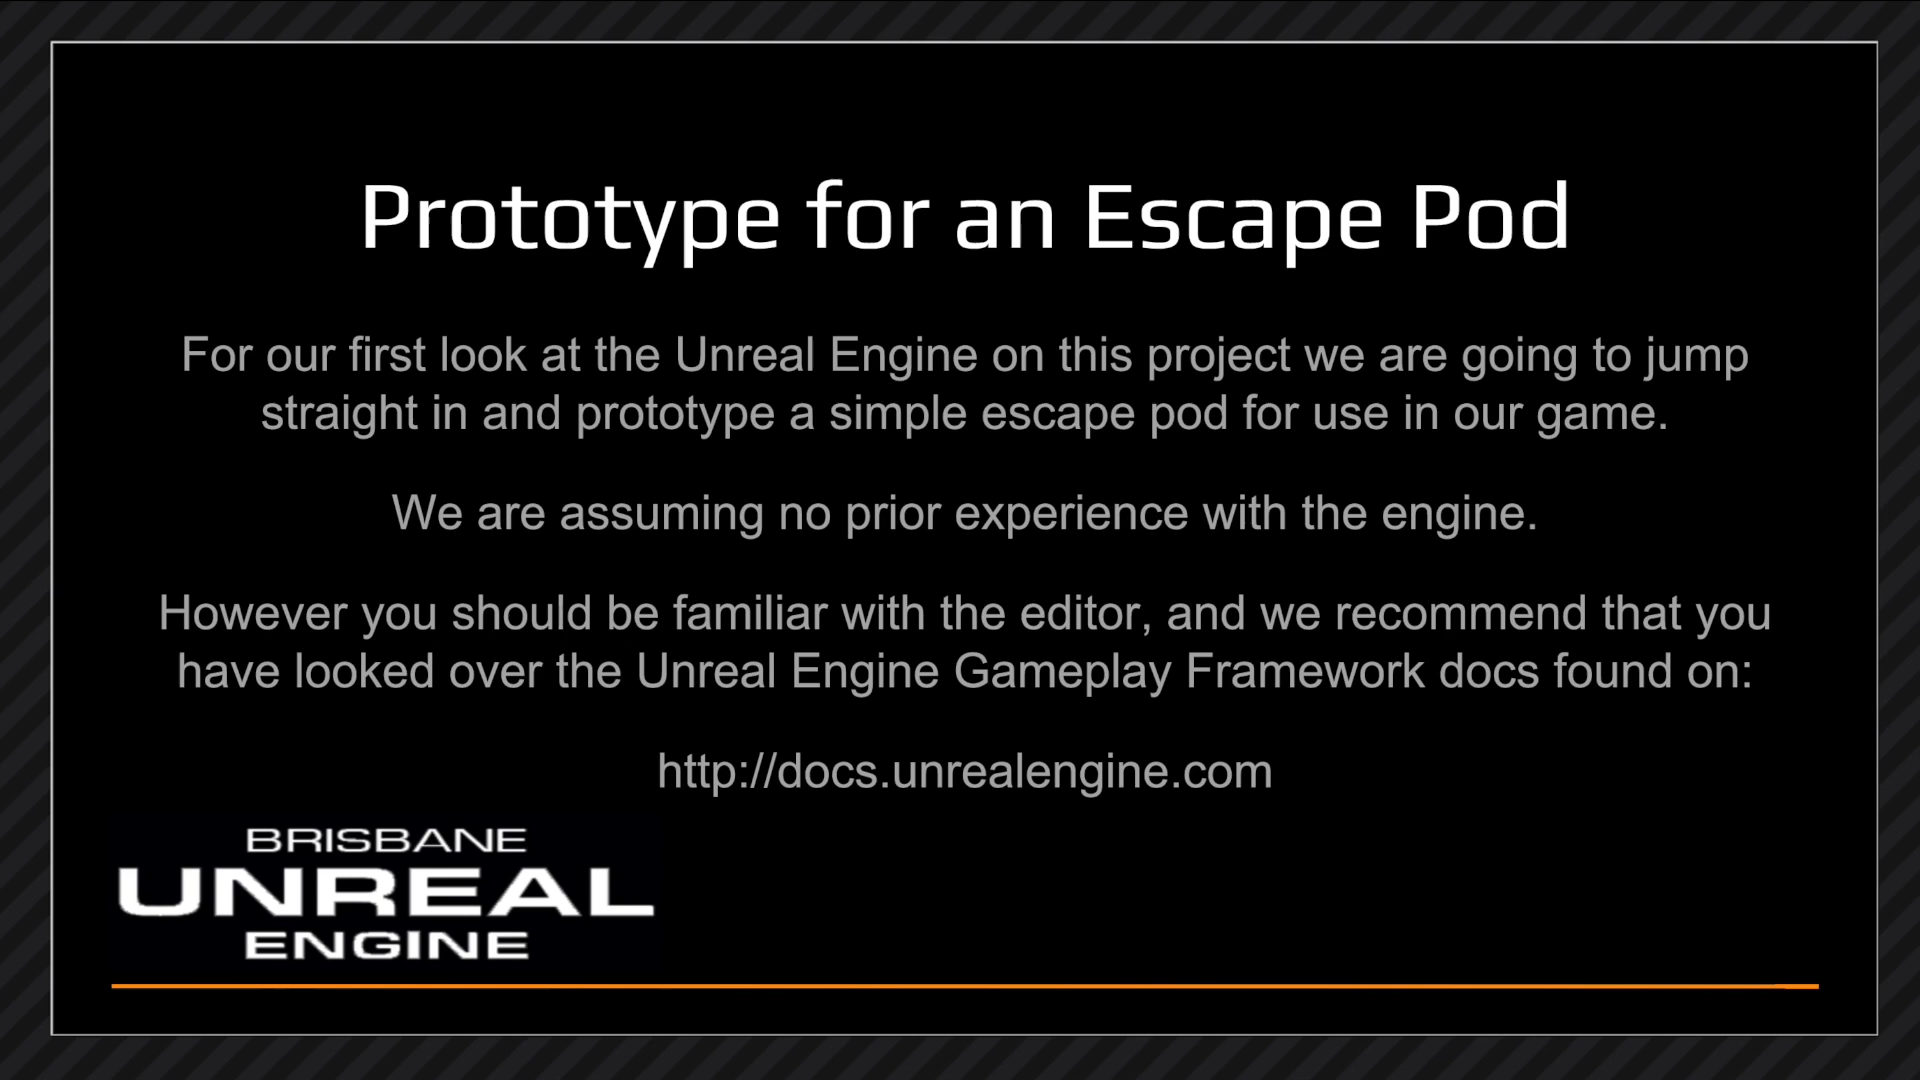 Prototype for an Escape Pod
For our first look at the Unreal Engine on this project we are going to jump
straight in and prototype a simple escape pod for use in our game.
We are assuming no prior experience with the engine.
However you should be familiar with the editor, and we recommend that you
have looked over the Unreal Engine Gameplay Framework docs found on:
http://docs.unrealengine.com
BRISBANE
UNREAL
ENGINE